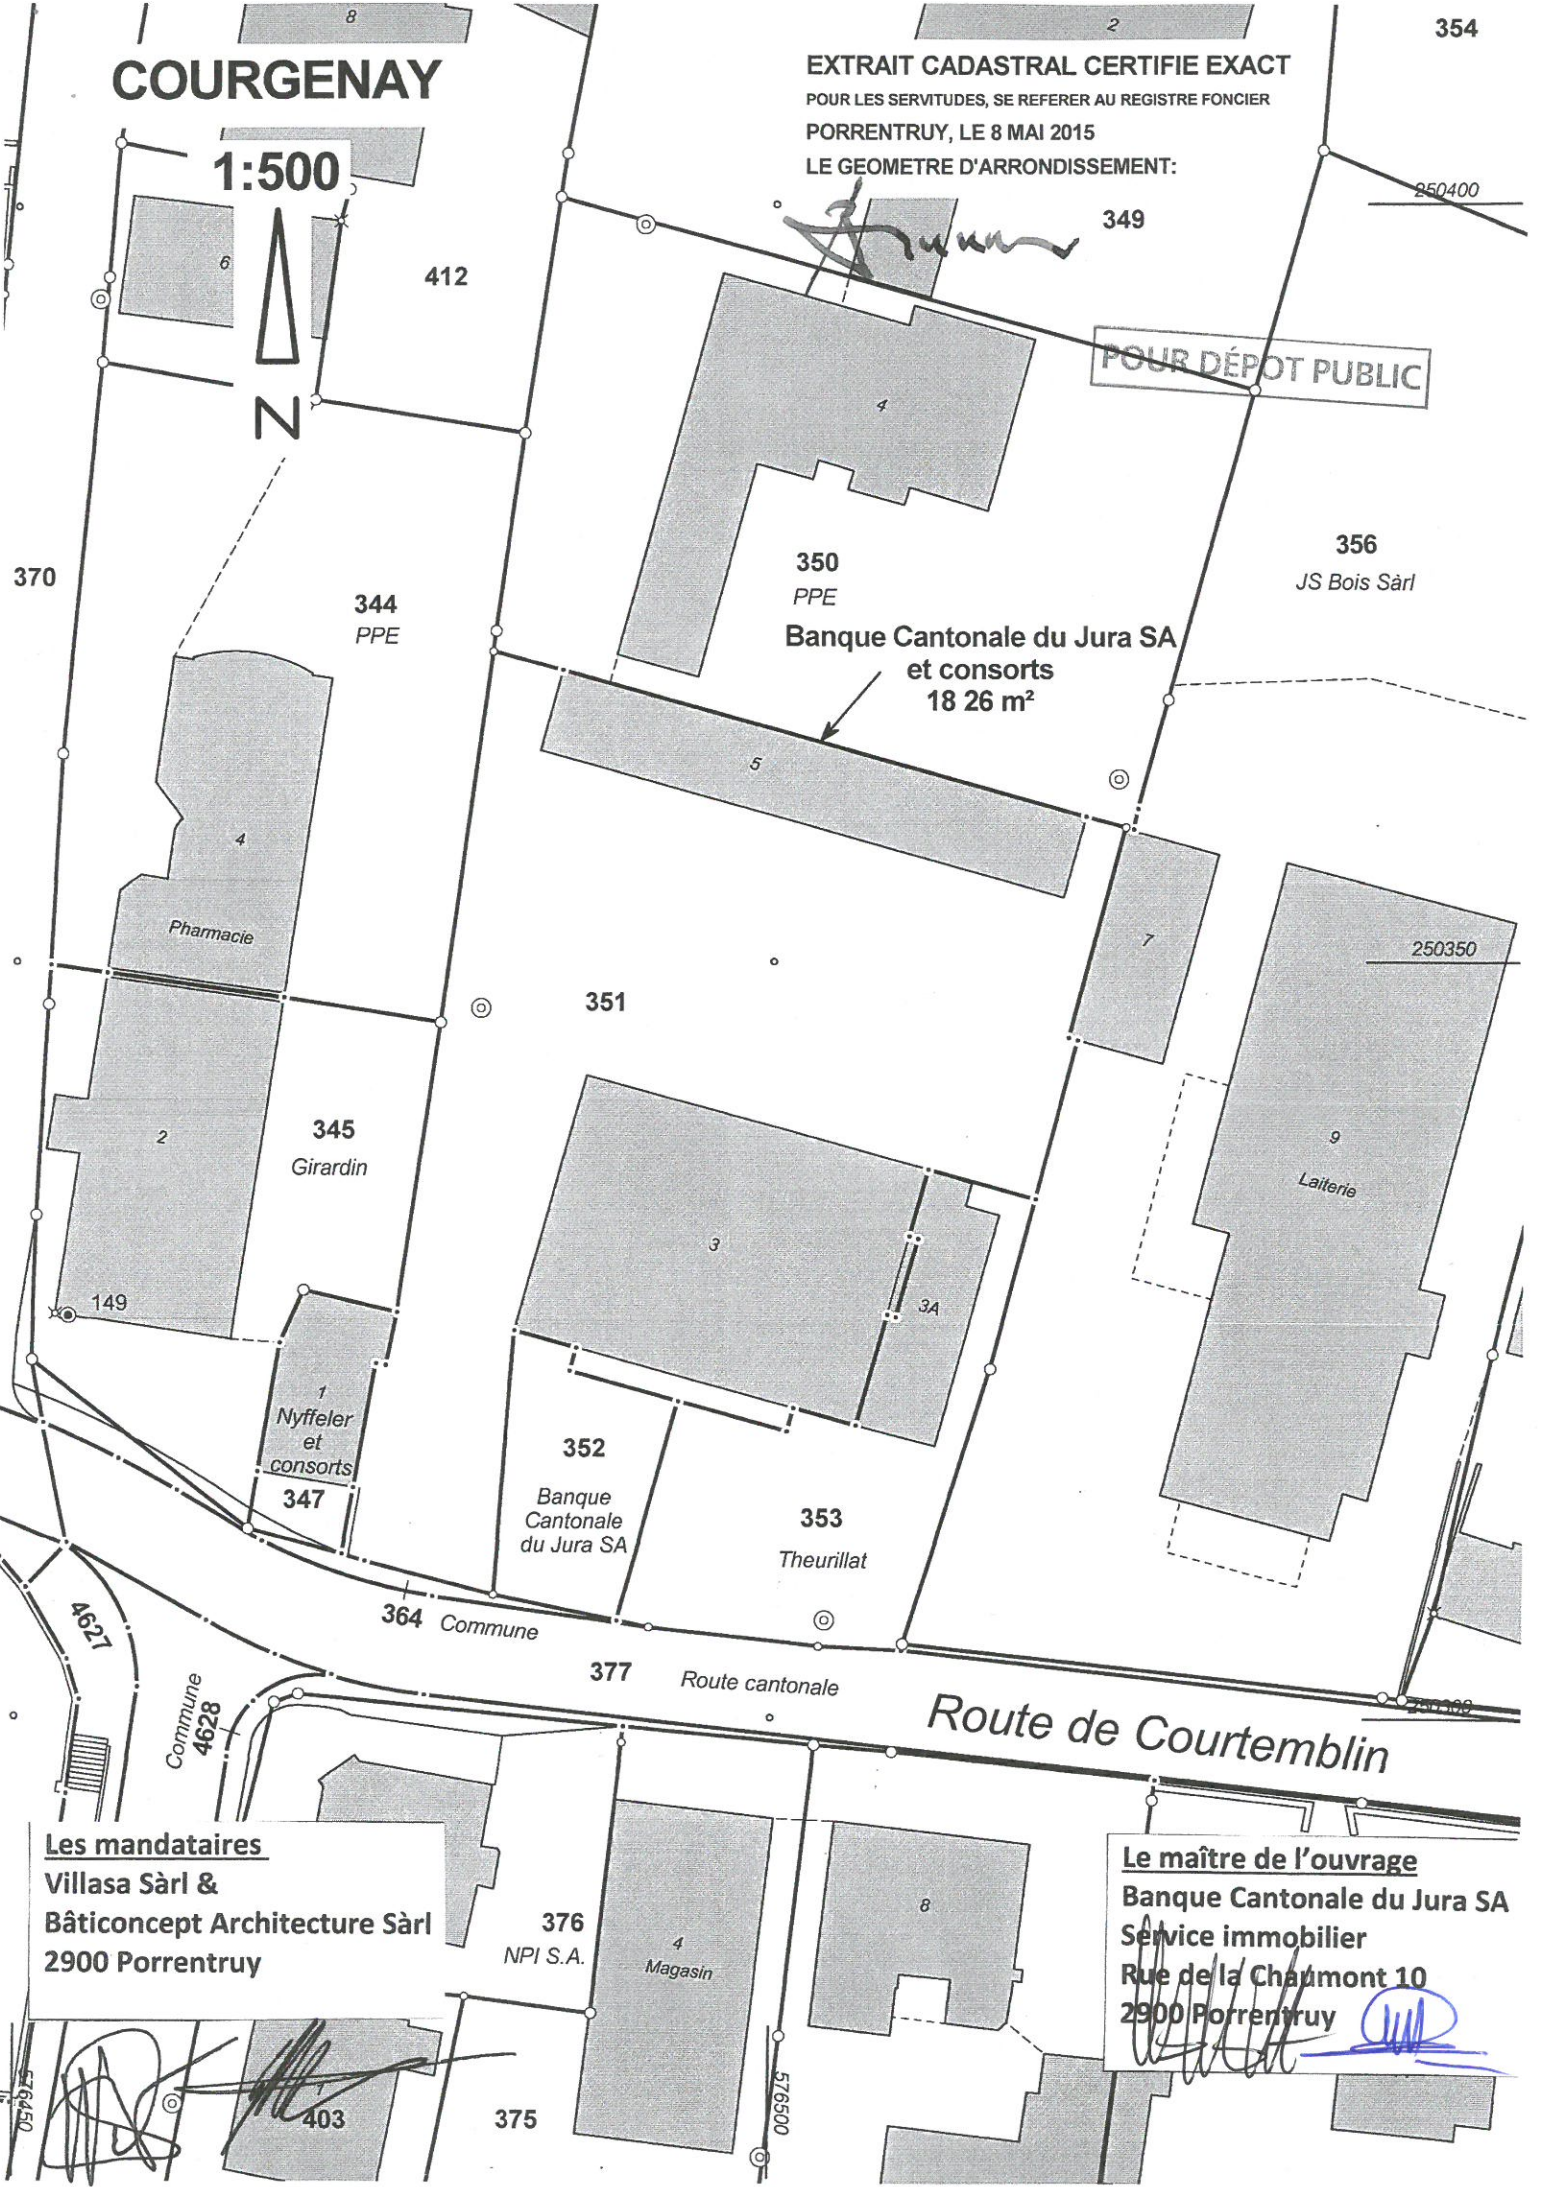 8
2
354
COURGENAY
EXTRAIT CADASTRAL CERTIFIE EXACT
POUR LES SERVITUDES, SE REFERER AU REGISTRE FONCIER
PORRENTRUY, LE 8 MAI 2015
LE GEOMETRE D'ARRONDISSEMENT:
1:500
250400
349
6
412
POUR DÉPOT PUBLIC
N
4
370
344
PPE
350
PPE
356
JS Bois Sàrl
Banque Cantonale du Jura SA
et consorts
18 26 m²
5
4
Pharmacie
7
250350
351
2
345
Girardin
9
Laiterie
3
3A
149
1
Nyffeler
et
consorts
347
352
Banque
Cantonale
du Jura SA
353
Theurillat
364
Commune
4627
377
Route cantonale
Commune
4628
Route de Courtemblin
250300
Les mandataires
Villasa Sàrl &
Bâticoncept Architecture Sàrl
2900 Porrentruy
376
NPI S.A.
4
Magasin
8
Le maître de l'ouvrage
Banque Cantonale du Jura SA
Service immobilier
Rue de la Chaumont 10
2900 Porrentruy
576450
1
403
375
576500